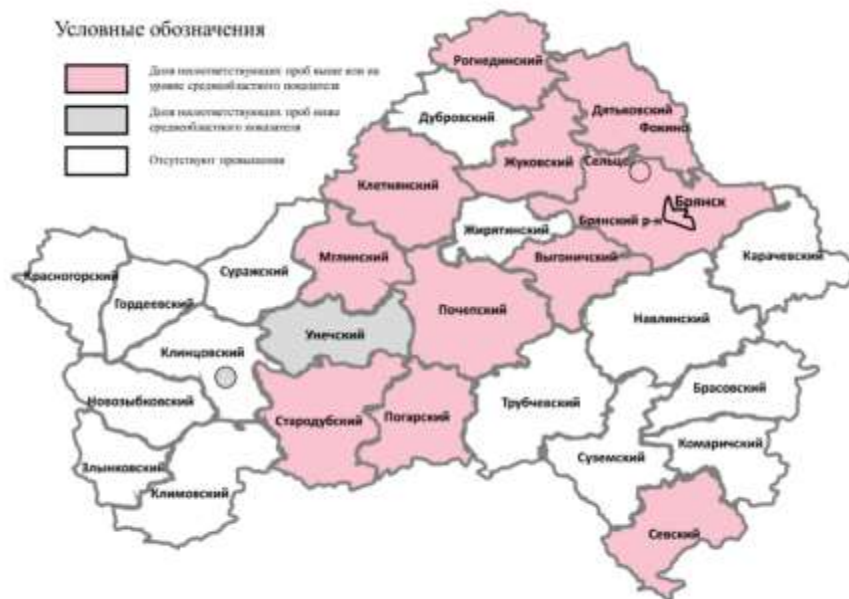 Условные обозначения
Доля несоответствующих проб выше или на
уровне среднеобластного показателя
Доля несоответствующих проб ниже
среднеобластного показателя
Отсутствуют превышения
Рогнединский
Дубровский
Дятьковский
Фокино
Жуковский
Сельцо
Клетнянский
Брянск
Брянский р-н
Жирятинский
Мглинский
Выгоничский
Карачевский
Суражский
Красногорский
Гордеевский
Почепский
Навлинский
Унечский
Клинцовский
Новозыбковский
Стародубский
Погарский
Трубчевский
Брасовский
Комаричский
Суземский
Злынковский
Климовский
Севский